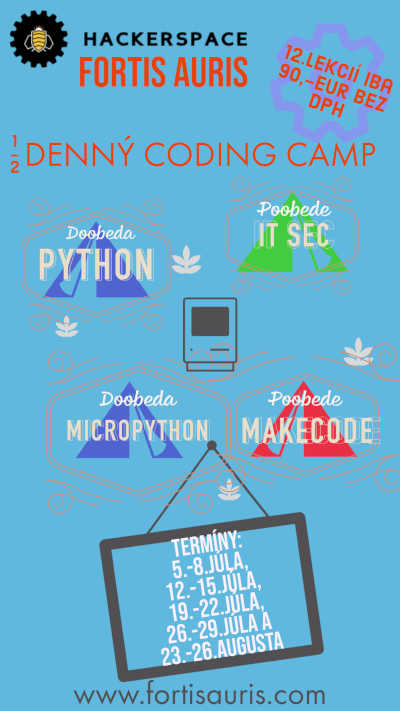 HACKERSPACE
FORTIS AURIS
12.LEKCIÍ IBA
90,-EUR BEZ
DPH
1/2 DENNÝ CODING CAMP
Doobeda
PYTHON
Poobede
IT SEC
Doobeda
MICROPYTHON
Poobede
MAKECODE
TERMÍNY:
5.-8.JÚLA,
12.-15.JÚLA,
19.-22.JÚLA,
26.-29.JÚLA A
23.-26.AUGUSTA
www.fortisauris.com